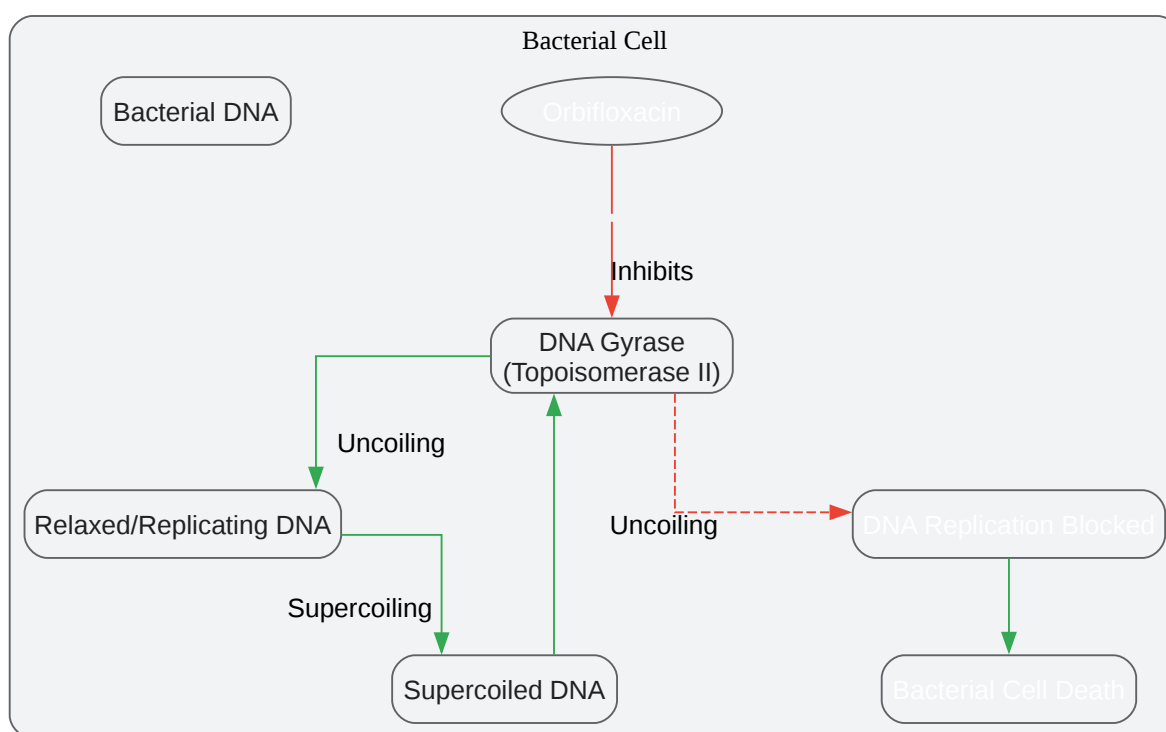 Bacterial Cell
Bacterial DNA
Orbifloxacin
Inhibits
DNA Gyrase
(Topoisomerase II)
Uncoiling
Relaxed/Replicating DNA
Uncoiling
DNA Replication Blocked
Supercoiling
Supercoiled DNA
Bacterial Cell Death